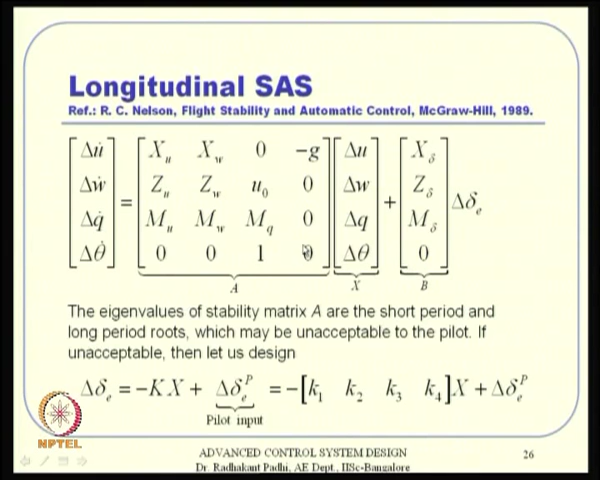 Longitudinal SAS
Ref.: R. C. Nelson, Flight Stability and Automatic Control, McGraw-Hill, 1989.
[Δu̇ Δẇ Δq̇ Δθ̇]ᵀ = [X_u X_w 0 −g; Z_u Z_w u_0 0; M_u M_w M_q 0; 0 0 1 0] [Δu Δw Δq Δθ]ᵀ + [X_δ Z_δ M_δ 0]ᵀ Δδ_e
A X B
The eigenvalues of stability matrix A are the short period and
long period roots, which may be unacceptable to the pilot. If
unacceptable, then let us design
Δδ_e = −KX + Δδ_e^P = −[k_1 k_2 k_3 k_4]X + Δδ_e^P
Pilot input
NPTEL
ADVANCED CONTROL SYSTEM DESIGN
Dr. Radhakant Padhi, AE Dept., IISc-Bangalore
26